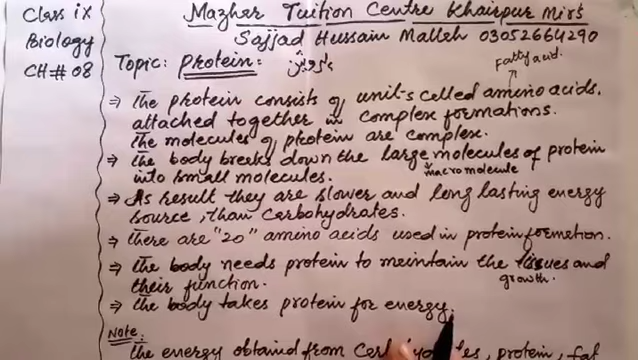 Class ix
Biology
CH# 08
Mazher Tuition Centre Khairpur Mir's
Sajjad Hussain Mallah 03052664290
Topic: Protein: پروٹین
Fatty acid.
⇒ The protein consists of unit's called amino acids.
attached together in complex formations.
The molecules of protein are complex.
⇒ the body breaks down the large molecules of protein
macromolecule
into small molecules.
⇒ As result they are slower and long lasting energy
source, than carbohydrates.
⇒ there are "20" amino acids used in protein formation.
⇒ the body needs protein to meintain the tissues and
growth.
their function.
⇒ the body takes protein for energy.
Note:
the energy obtained from protein, fat